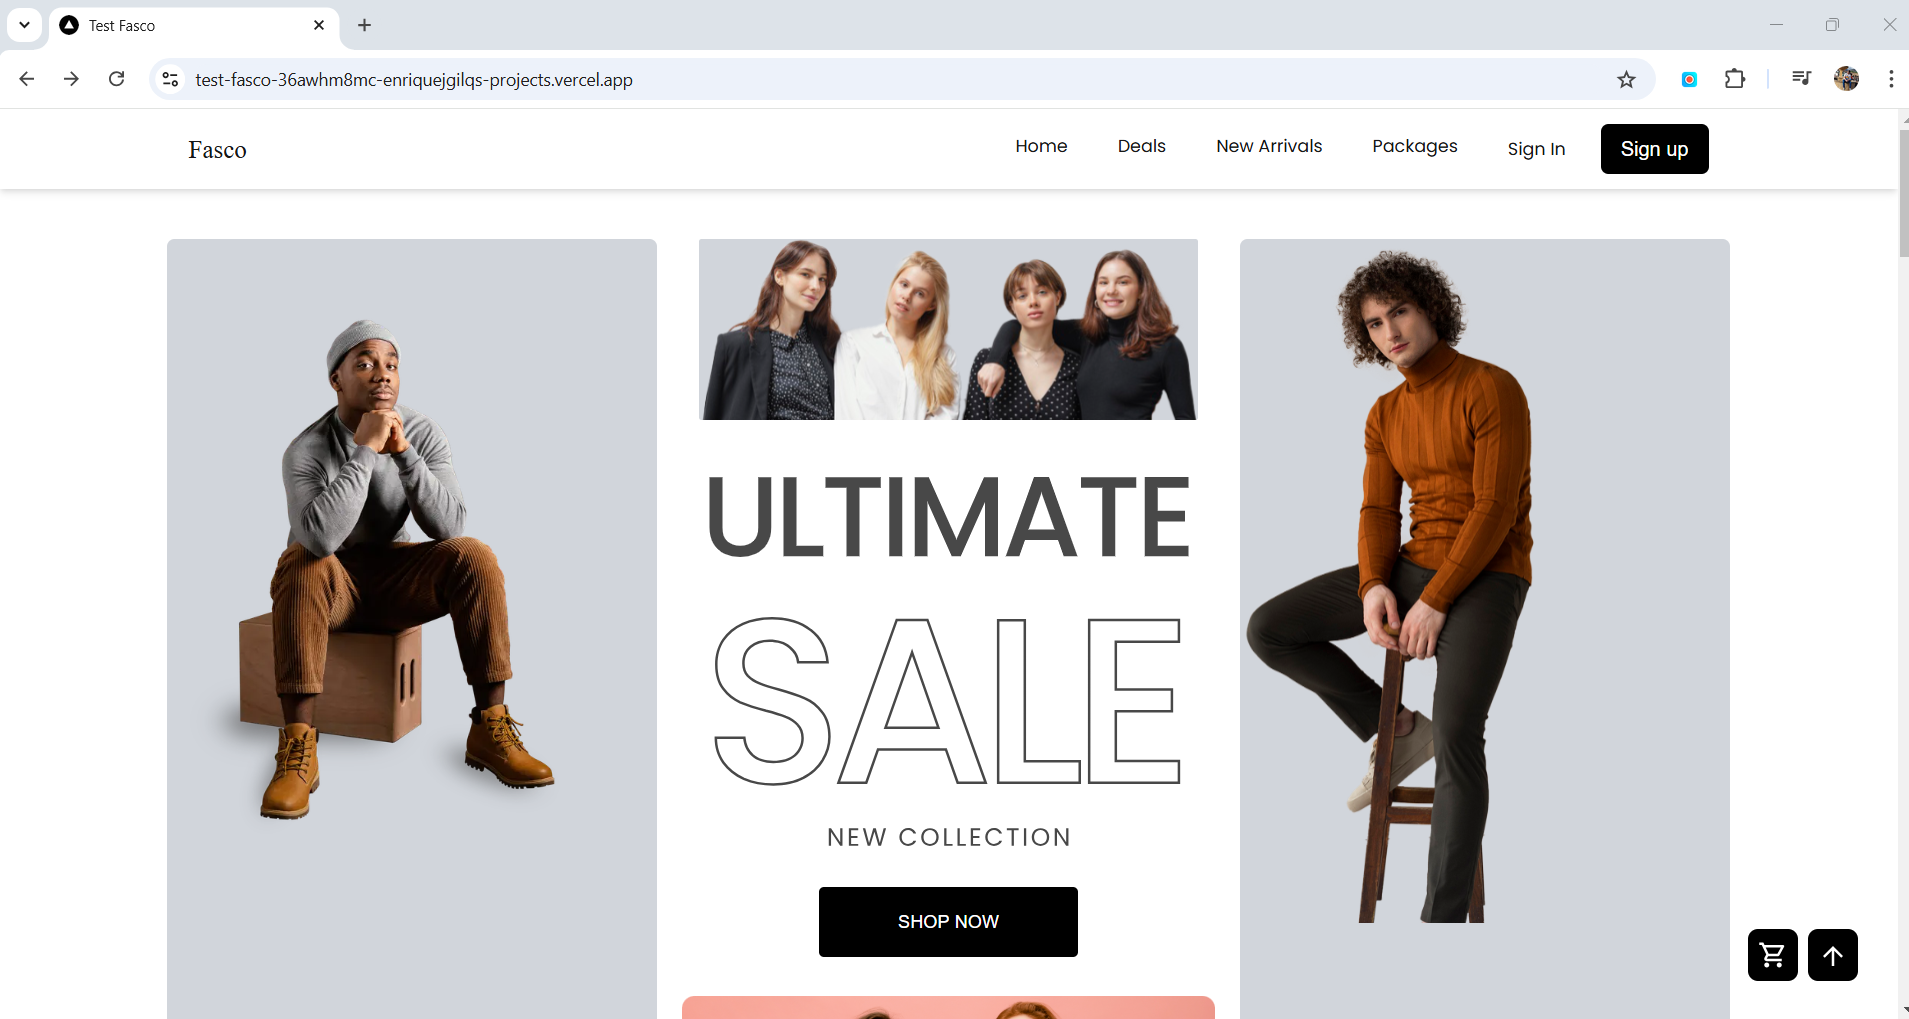 Test Fasco
test-fasco-36awhm8mc-enriquejgilqs-projects.vercel.app
Fasco
Home
Deals
New Arrivals
Packages
Sign In
Sign up
ULTIMATE
SALE
NEW COLLECTION
SHOP NOW